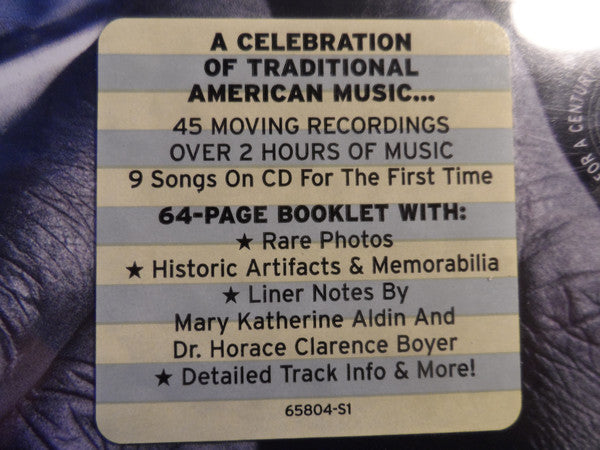 A CELEBRATION
OF TRADITIONAL
AMERICAN MUSIC...
45 MOVING RECORDINGS
OVER 2 HOURS OF MUSIC
9 Songs On CD For The First Time
64-PAGE BOOKLET WITH:
★ Rare Photos
★ Historic Artifacts & Memorabilia
★ Liner Notes By
Mary Katherine Aldin And
Dr. Horace Clarence Boyer
★ Detailed Track Info & More!
65804-S1
FOR A CENTURY